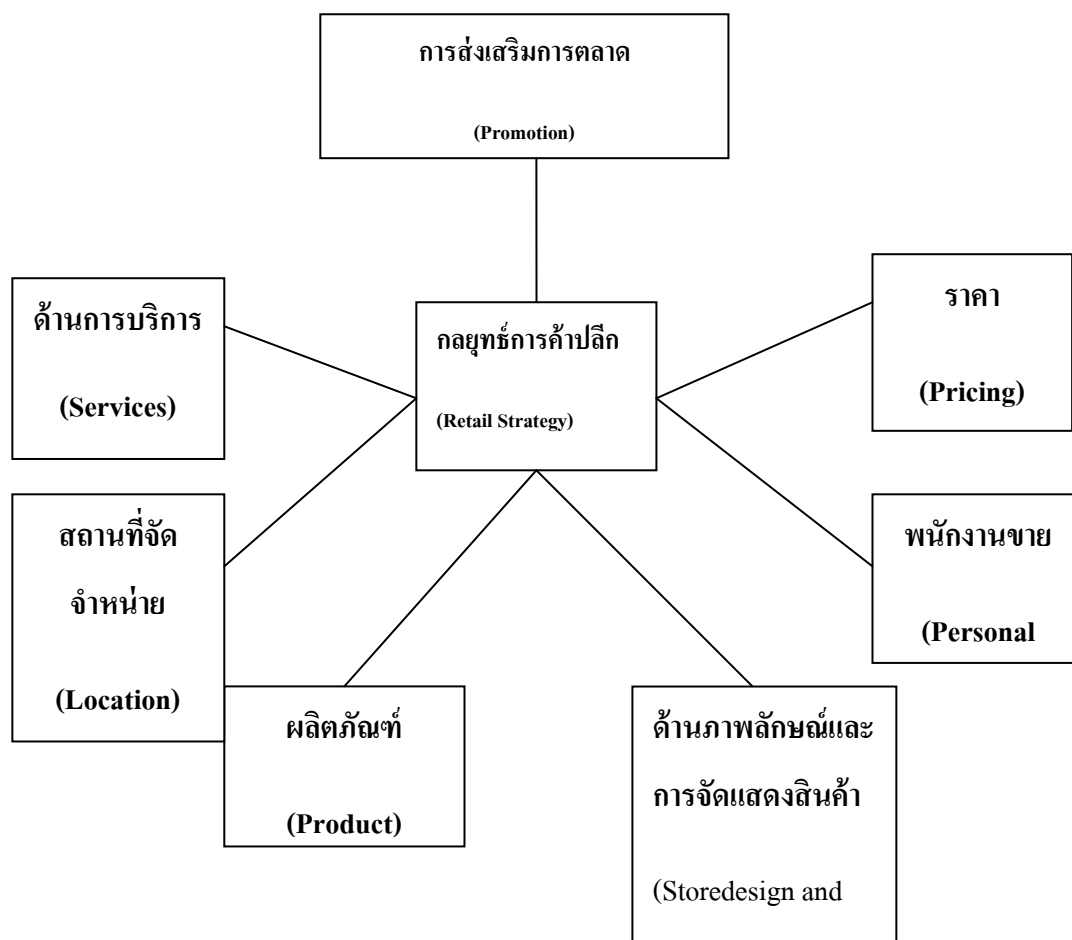 การส่งเสริมการตลาด
(Promotion)
ด้านการบริการ
(Services)
กลยุทธ์การค้าปลีก
(Retail Strategy)
ราคา
(Pricing)
สถานที่จัด
จำหน่าย
(Location)
พนักงานขาย
(Personal
ผลิตภัณฑ์
(Product)
ด้านภาพลักษณ์และ
การจัดแสดงสินค้า
(Storedesign and